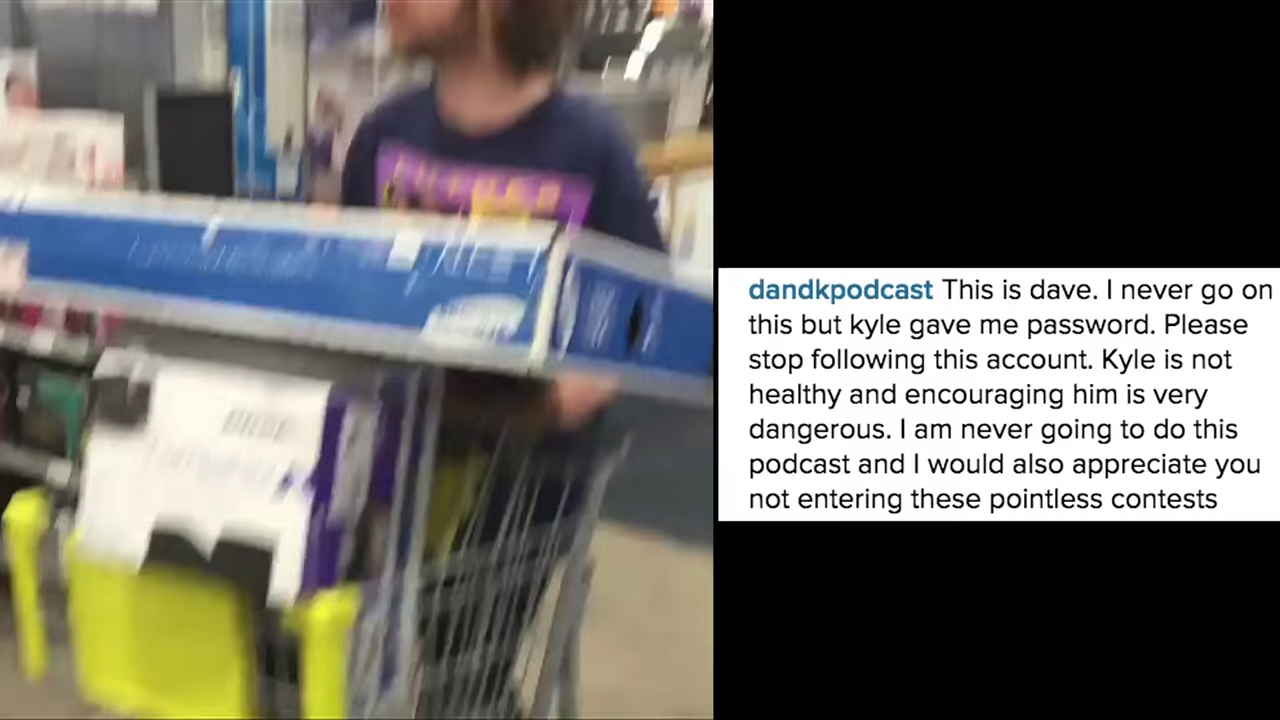 dandkpodcast This is dave. I never go on
this but kyle gave me password. Please
stop following this account. Kyle is not
healthy and encouraging him is very
dangerous. I am never going to do this
podcast and I would also appreciate you
not entering these pointless contests